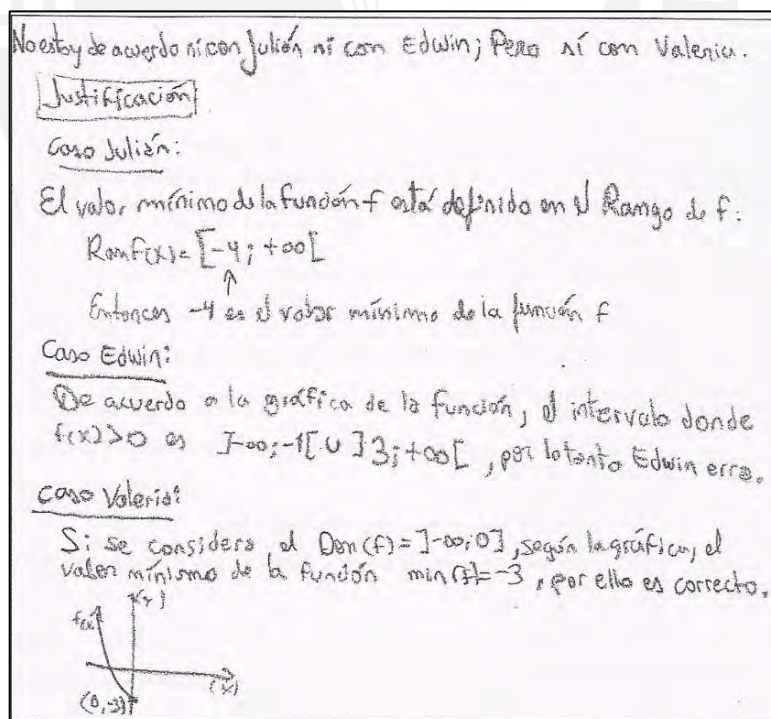 No estoy de acuerdo ni con Julián ni con Edwin; Pero sí con Valeria.
Justificación
Caso Julián:
El valor mínimo de la función f está definido en el Rango de f:
Ranf(x)= [-4; +∞[
↑
Entonces -4 es el valor mínimo de la función f
Caso Edwin:
De acuerdo a la gráfica de la función, el intervalo donde
f(x)>0 es ]-∞;-1[ ∪ ]3;+∞[ , por lo tanto Edwin erra.
Caso Valeria:
Si se considera el Dom(f)= ]-∞;0], según la gráfica, el
valor mínimo de la función min(f)=-3 , por ello es correcto.
(Y)
f(x)
(X)
(0,-3)